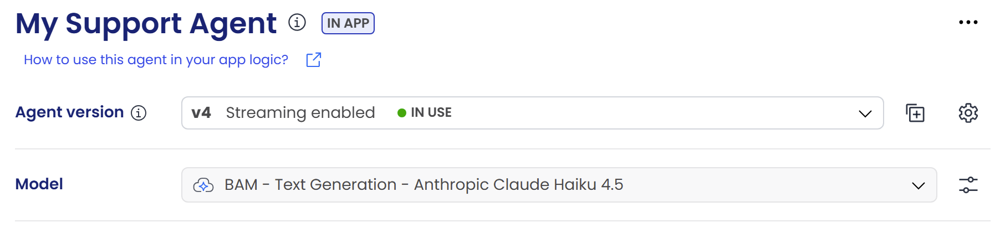 My Support Agent IN APP
How to use this agent in your app logic?
Agent version v4 Streaming enabled IN USE
Model BAM - Text Generation - Anthropic Claude Haiku 4.5